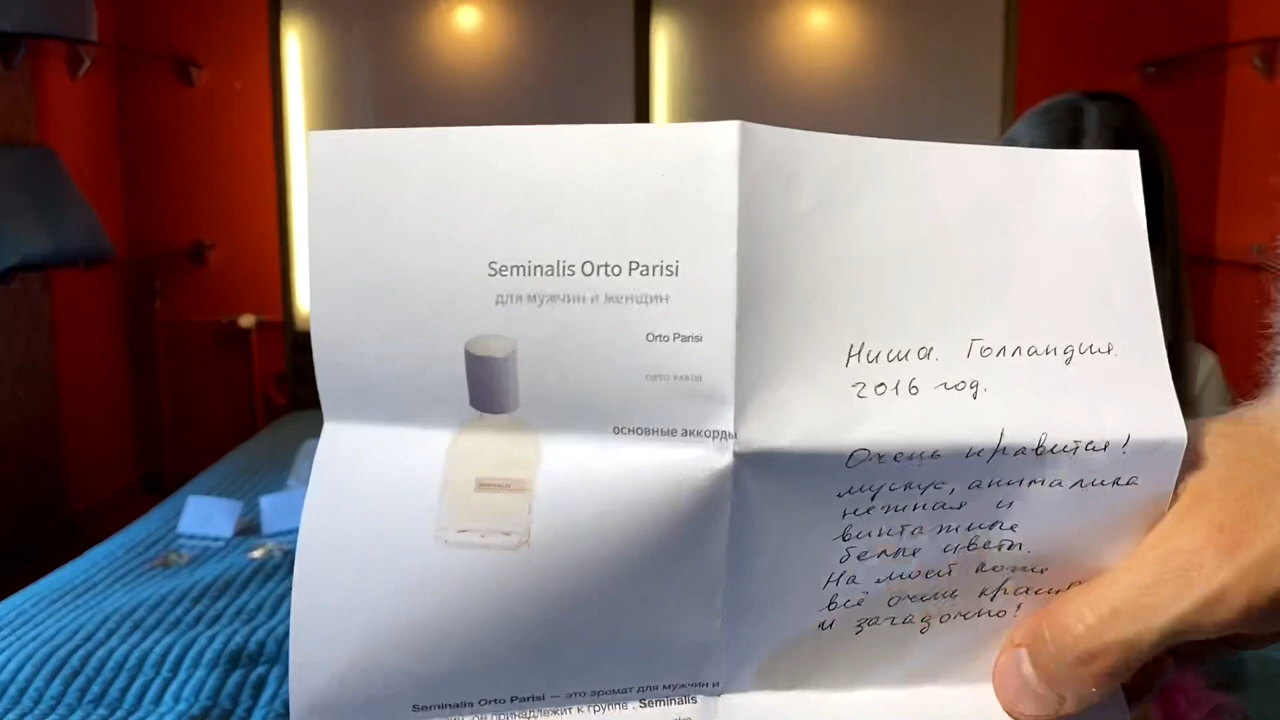 Seminalis Orto Parisi
для мужчин и женщин
Orto Parisi
основные аккорды
Seminalis Orto Parisi — это аромат для мужчин и
он принадлежит к группе . Seminalis
Ниша. Голландия.
2016 год.
Очень нравится!
мускус, анималика
нежная и
винтажные
белые цветы.
На моей коже
всё очень
и загадочно!